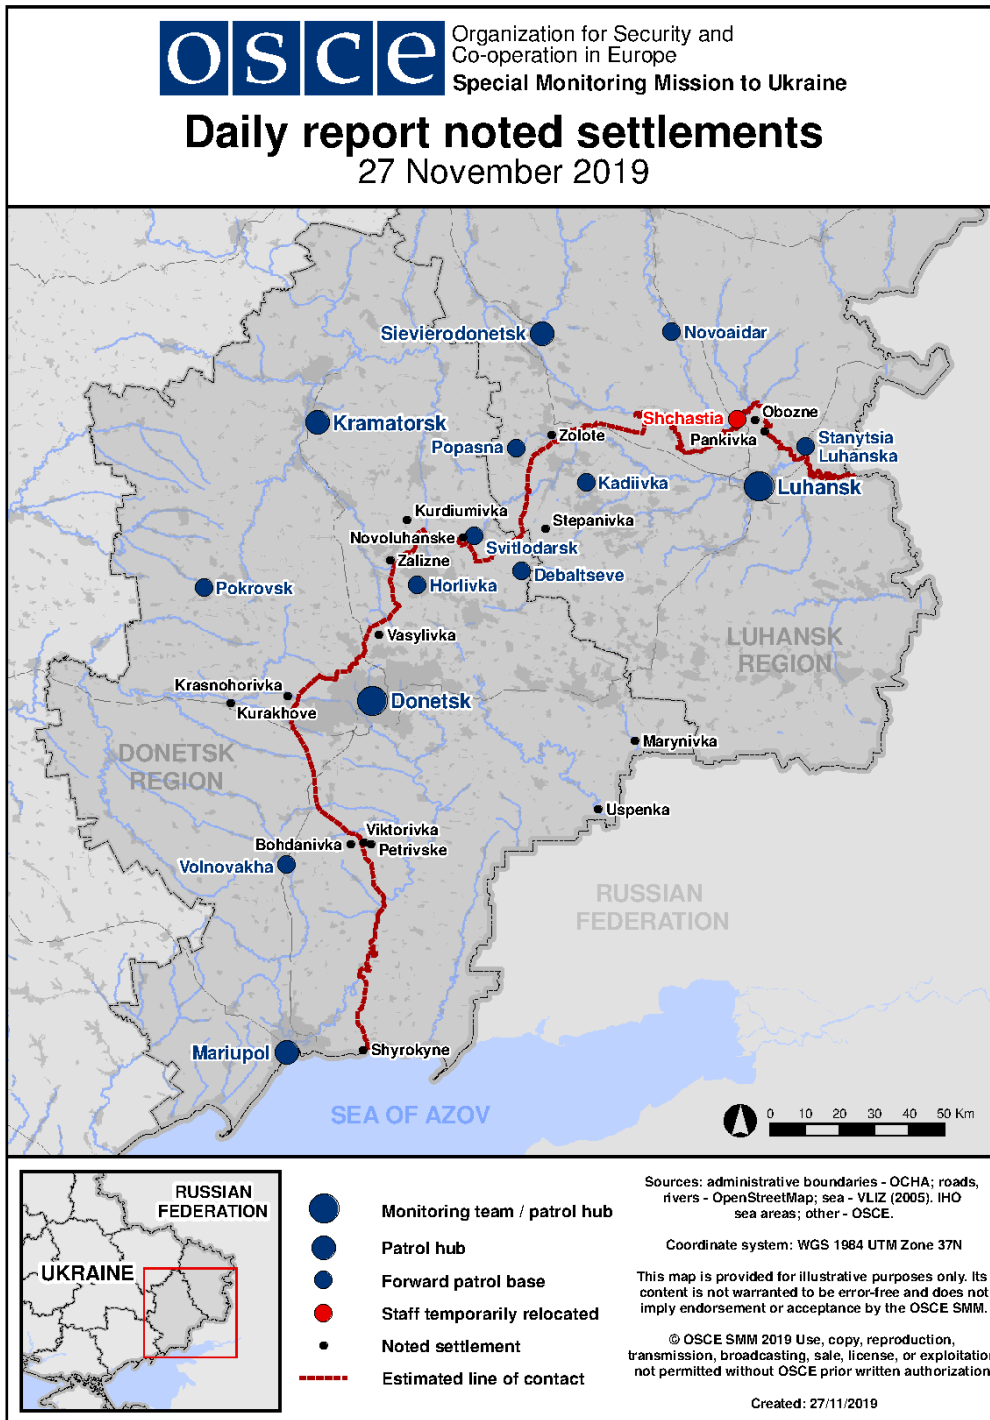 osce
Organization for Security and
Co-operation in Europe
Special Monitoring Mission to Ukraine
Daily report noted settlements
27 November 2019
Sievierodonetsk
Novoaidar
Shchastia
Obozne
Kramatorsk
Zolote
Pankivka
Stanytsia
Luhanska
Popasna
Kadiivka
Luhansk
Kurdiumivka
Stepanivka
Novoluhanske
Svitlodarsk
Zalizne
Debaltseve
Pokrovsk
Horlivka
Vasylivka
LUHANSK
REGION
Krasnohorivka
Kurakhove
Donetsk
Marynivka
DONETSK
REGION
Uspenka
Viktorivka
Bohdanivka
Petrivske
Volnovakha
RUSSIAN
FEDERATION
Mariupol
Shyrokyne
SEA OF AZOV
0 10 20 30 40 50 Km
RUSSIAN
FEDERATION
UKRAINE
Monitoring team / patrol hub
Patrol hub
Forward patrol base
Staff temporarily relocated
Noted settlement
Estimated line of contact
Sources: administrative boundaries - OCHA; roads,
rivers - OpenStreetMap; sea - VLIZ (2005). IHO
sea areas; other - OSCE.
Coordinate system: WGS 1984 UTM Zone 37N
This map is provided for illustrative purposes only. Its
content is not warranted to be error-free and does not
imply endorsement or acceptance by the OSCE SMM.
© OSCE SMM 2019 Use, copy, reproduction,
transmission, broadcasting, sale, license, or exploitation
not permitted without OSCE prior written authorization
Created: 27/11/2019